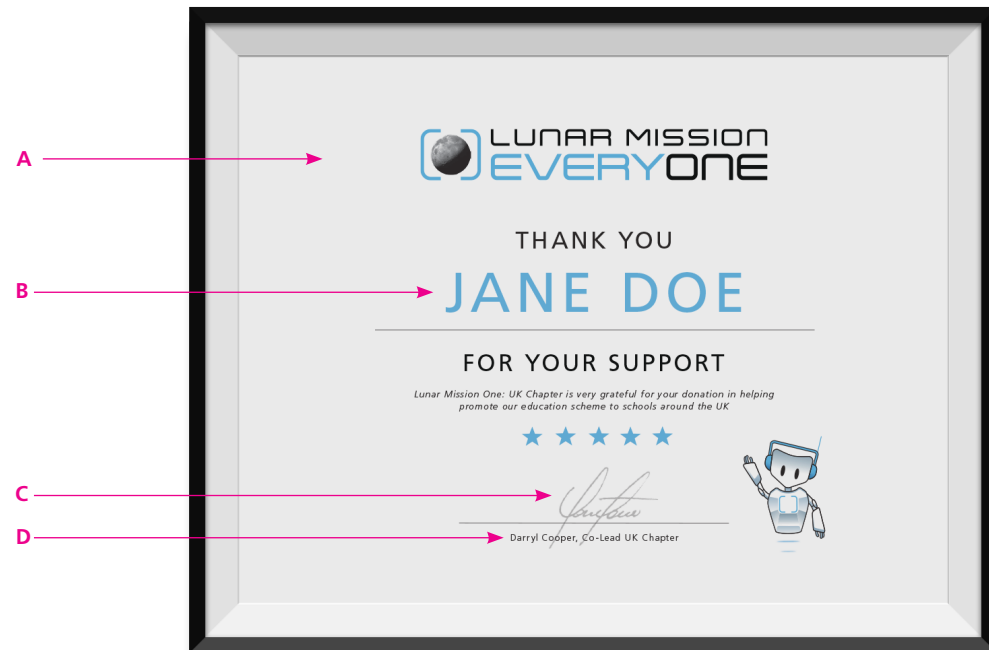 A
LUNAR MISSION
EVERYONE
THANK YOU
B
JANE DOE
FOR YOUR SUPPORT
Lunar Mission One: UK Chapter is very grateful for your donation in helping
promote our education scheme to schools around the UK
C
D
Darryl Cooper, Co-Lead UK Chapter